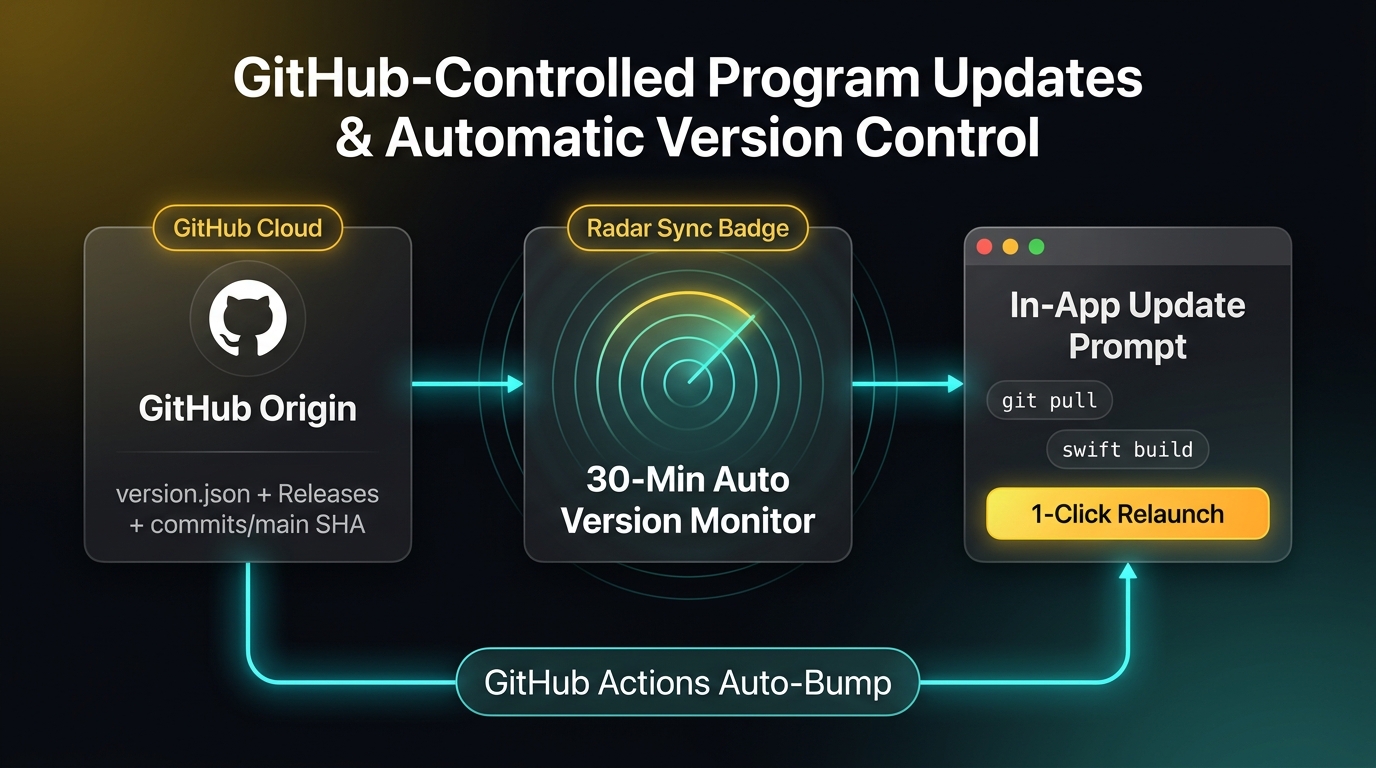 GitHub-Controlled Program Updates
& Automatic Version Control
GitHub Cloud
GitHub Origin
version.json + Releases
+ commits/main SHA
Radar Sync Badge
30-Min Auto
Version Monitor
In-App Update
Prompt
git pull
swift build
1-Click Relaunch
GitHub Actions Auto-Bump